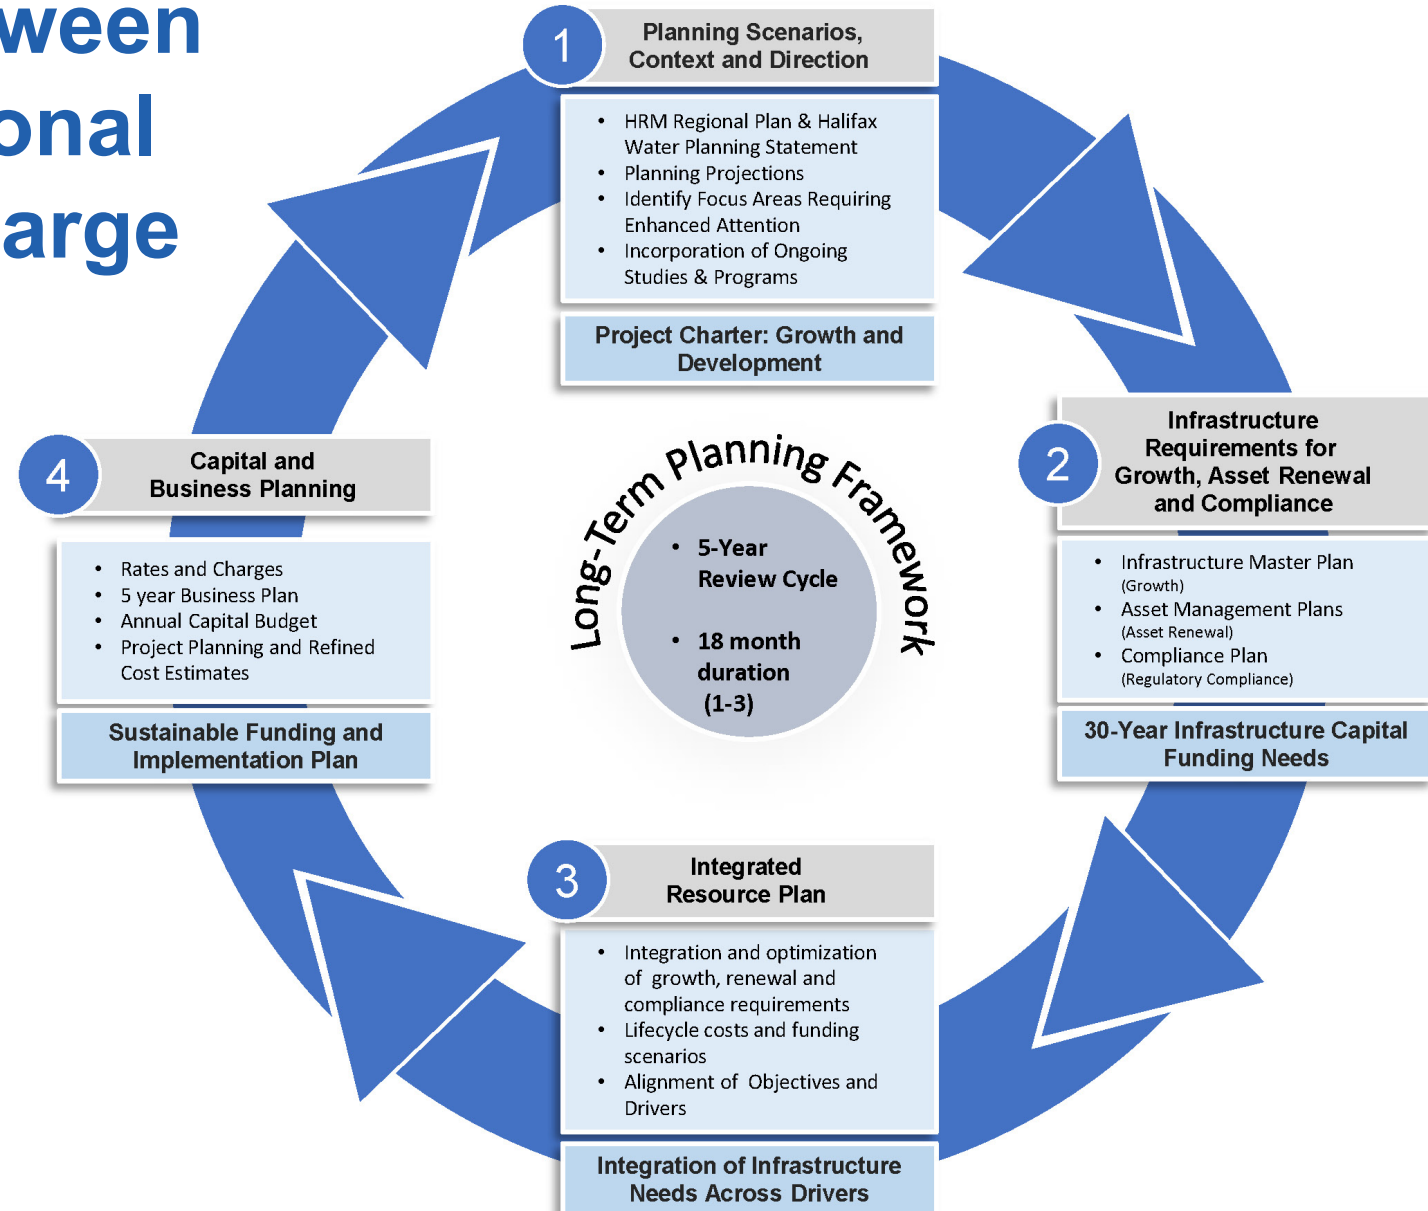 ween
onal
arge
1
Planning Scenarios,
Context and Direction
• HRM Regional Plan & Halifax
Water Planning Statement
• Planning Projections
• Identify Focus Areas Requiring
Enhanced Attention
• Incorporation of Ongoing
Studies & Programs
Project Charter: Growth and
Development
2
Infrastructure
Requirements for
Growth, Asset Renewal
and Compliance
• Infrastructure Master Plan
(Growth)
• Asset Management Plans
(Asset Renewal)
• Compliance Plan
(Regulatory Compliance)
30-Year Infrastructure Capital
Funding Needs
3
Integrated
Resource Plan
• Integration and optimization
of growth, renewal and
compliance requirements
• Lifecycle costs and funding
scenarios
• Alignment of Objectives and
Drivers
Integration of Infrastructure
Needs Across Drivers
4
Capital and
Business Planning
• Rates and Charges
• 5 year Business Plan
• Annual Capital Budget
• Project Planning and Refined
Cost Estimates
Sustainable Funding and
Implementation Plan
Long-Term Planning Framework
• 5-Year
Review Cycle
• 18 month
duration
(1-3)